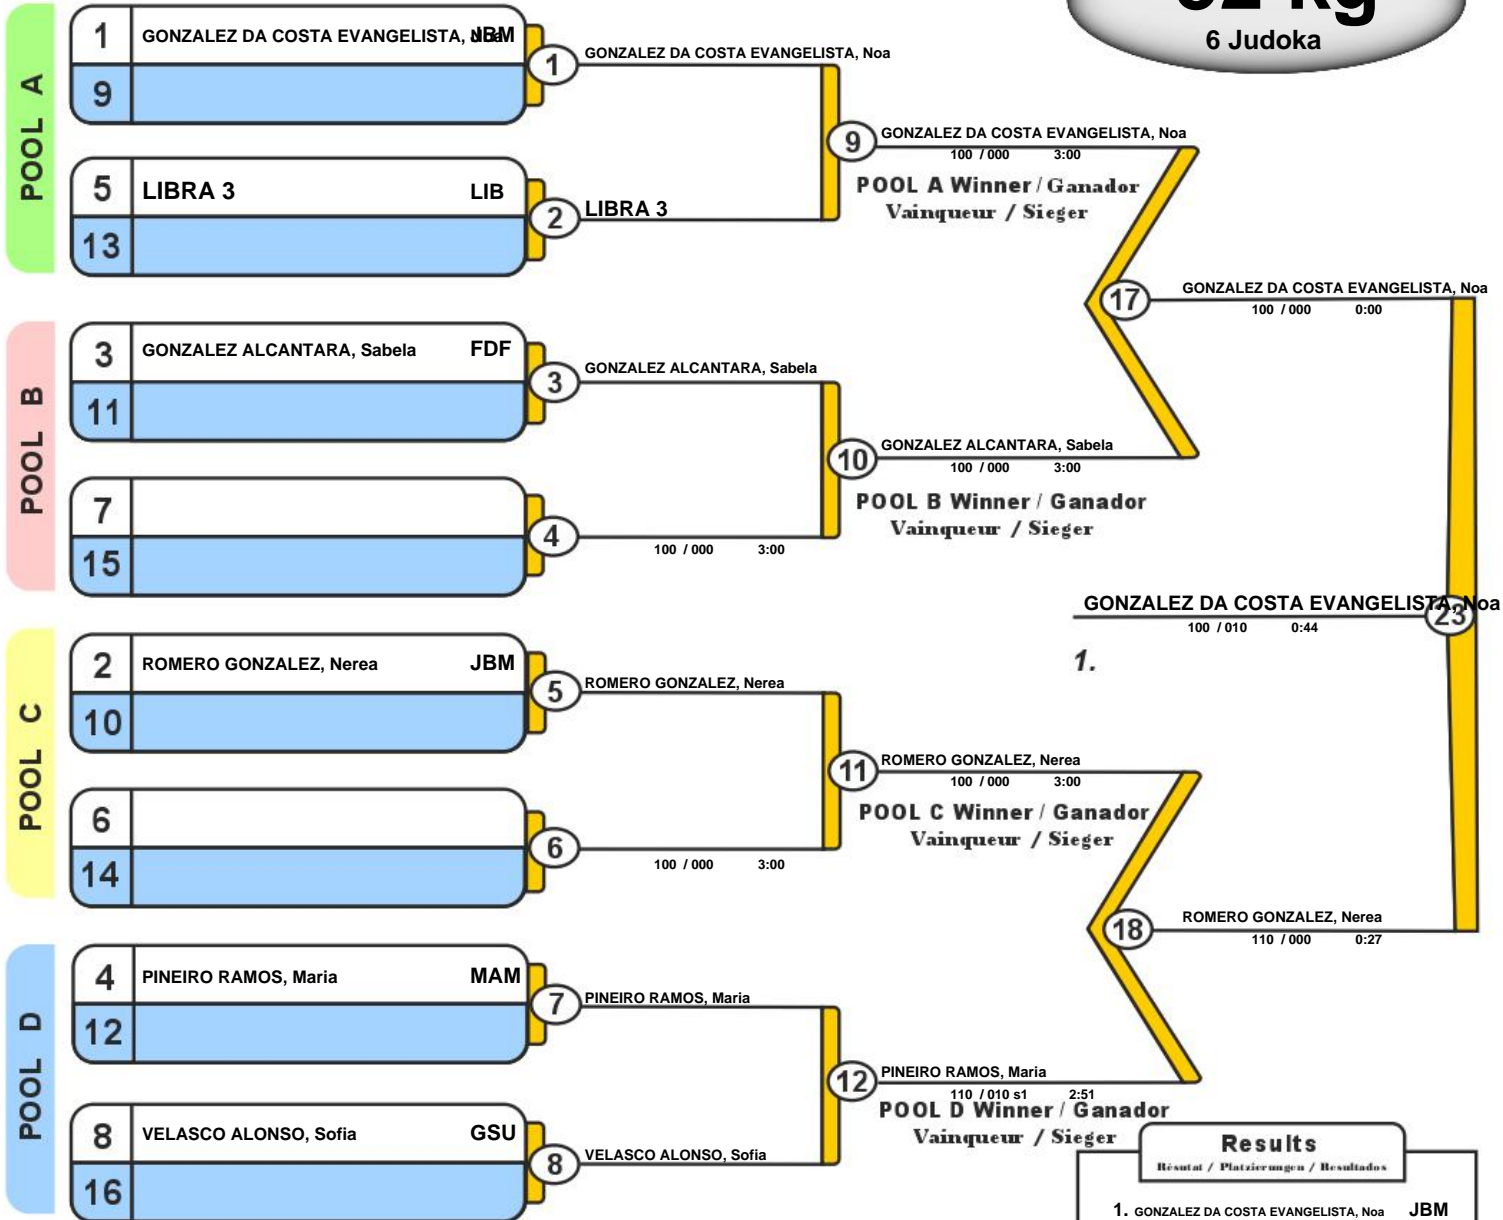 6 Judoka
POOL A
1 GONZALEZ DA COSTA EVANGELISTA, Noa JBM
9
1 GONZALEZ DA COSTA EVANGELISTA, Noa
5 LIBRA 3 LIB
13
2 LIBRA 3
9 GONZALEZ DA COSTA EVANGELISTA, Noa
100 / 000 3:00
POOL A Winner / Ganador
Vainqueur / Sieger
17 GONZALEZ DA COSTA EVANGELISTA, Noa
100 / 000 0:00
POOL B
3 GONZALEZ ALCANTARA, Sabela FDF
11
3 GONZALEZ ALCANTARA, Sabela
7
15
4
100 / 000 3:00
10 GONZALEZ ALCANTARA, Sabela
100 / 000 3:00
POOL B Winner / Ganador
Vainqueur / Sieger
GONZALEZ DA COSTA EVANGELISTA, Noa
23
100 / 010 0:44
1.
POOL C
2 ROMERO GONZALEZ, Nerea JBM
10
5 ROMERO GONZALEZ, Nerea
6
14
6
100 / 000 3:00
11 ROMERO GONZALEZ, Nerea
100 / 000 3:00
POOL C Winner / Ganador
Vainqueur / Sieger
18 ROMERO GONZALEZ, Nerea
110 / 000 0:27
POOL D
4 PINEIRO RAMOS, Maria MAM
12
7 PINEIRO RAMOS, Maria
8 VELASCO ALONSO, Sofia GSU
16
8 VELASCO ALONSO, Sofia
12 PINEIRO RAMOS, Maria
110 / 010 s1 2:51
POOL D Winner / Ganador
Vainqueur / Sieger
Results
Résutat / Platzierungen / Resultados
1. GONZALEZ DA COSTA EVANGELISTA, Noa JBM